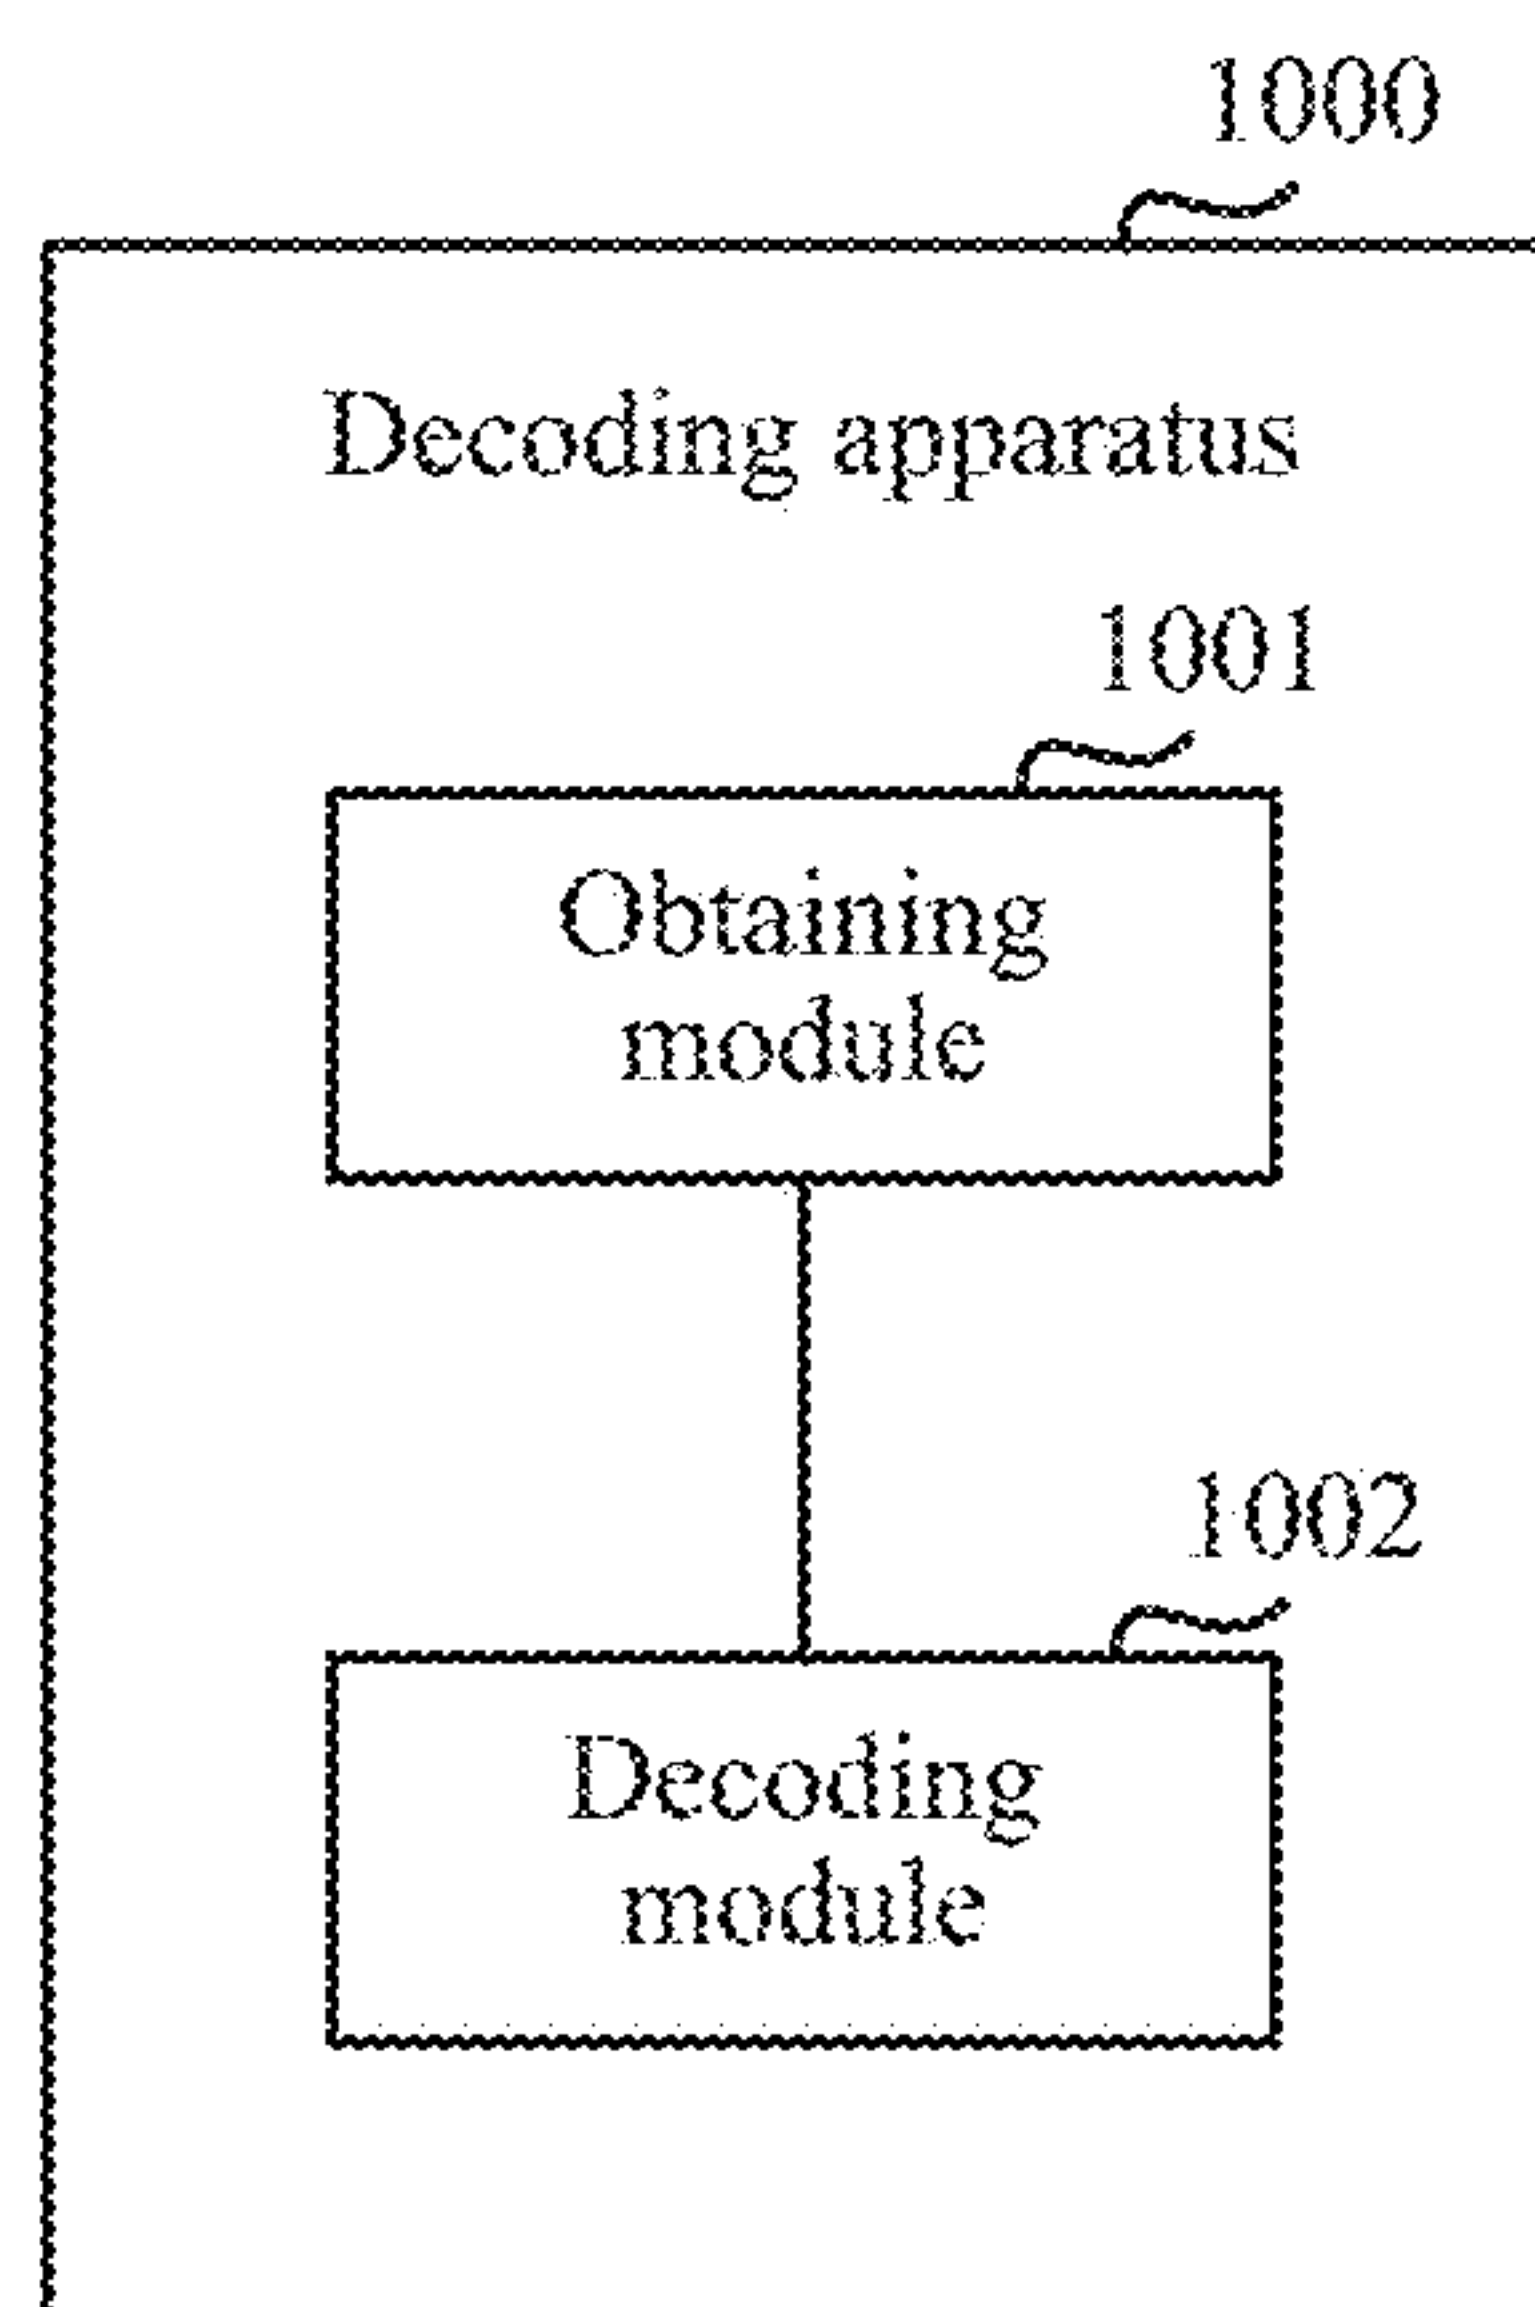 1000
Decoding apparatus
1001
Obtaining
module
1002
Decoding
module